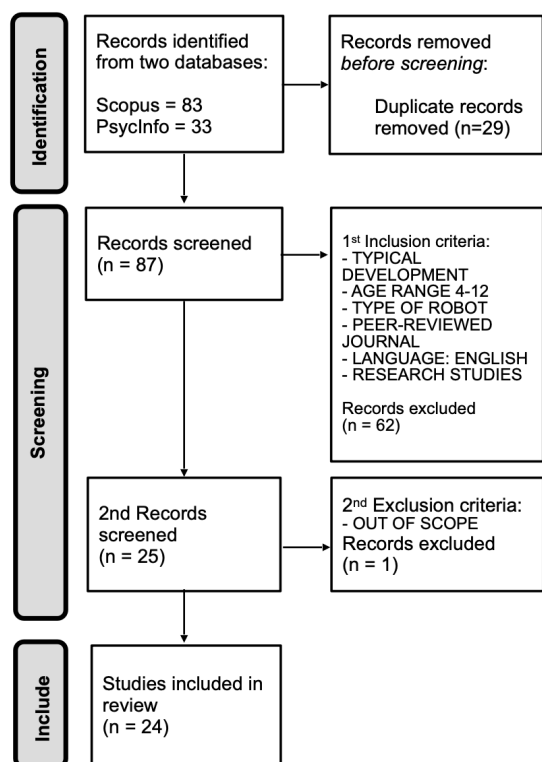 Identification
Records identified
from two databases:
Scopus = 83
PsycInfo = 33
Records removed
before screening:
Duplicate records
removed (n=29)
Screening
Records screened
(n = 87)
1st Inclusion criteria:
- TYPICAL
DEVELOPMENT
- AGE RANGE 4-12
- TYPE OF ROBOT
- PEER-REVIEWED
JOURNAL
- LANGUAGE: ENGLISH
- RESEARCH STUDIES
Records excluded
(n = 62)
2nd Records
screened
(n = 25)
2nd Exclusion criteria:
- OUT OF SCOPE
Records excluded
(n = 1)
Include
Studies included in
review
(n = 24)